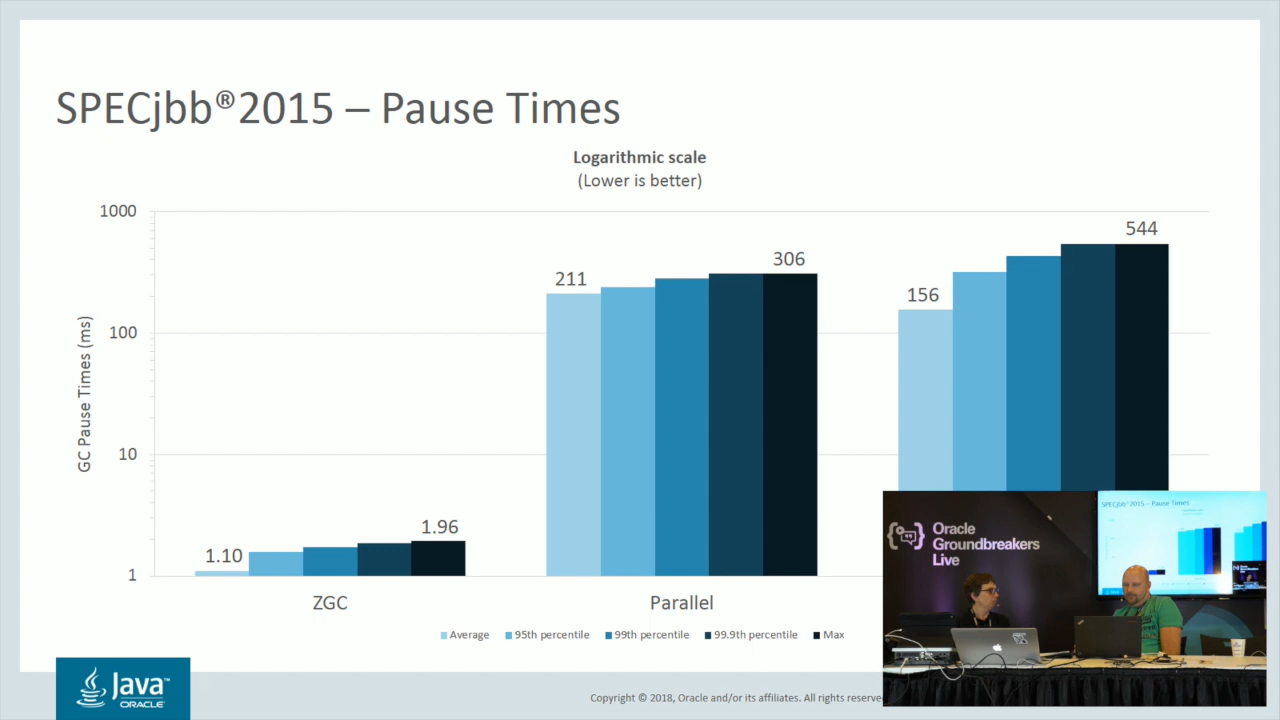 SPECjbb®2015 – Pause Times
Logarithmic scale
(Lower is better)
1000
100
10
1
GC Pause Times (ms)
1.10
1.96
211
306
156
544
ZGC
Parallel
Average
95th percentile
99th percentile
99.9th percentile
Max
Java™
ORACLE
Copyright © 2018, Oracle and/or its affiliates. All rights
Oracle
Groundbreakers
Live
SPECjbb®2015 – Pause Times